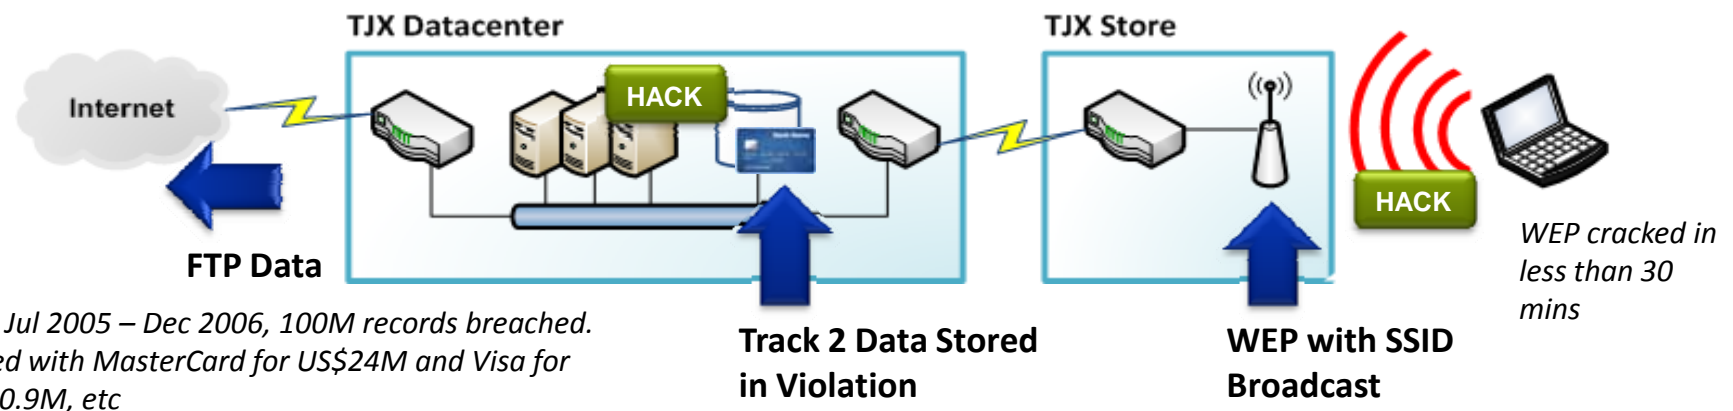 TJX Datacenter
TJX Store
Internet
HACK
HACK
WEP cracked in
less than 30
mins
FTP Data
Jul 2005 – Dec 2006, 100M records breached.
ed with MasterCard for US$24M and Visa for
0.9M, etc
Track 2 Data Stored
in Violation
WEP with SSID
Broadcast